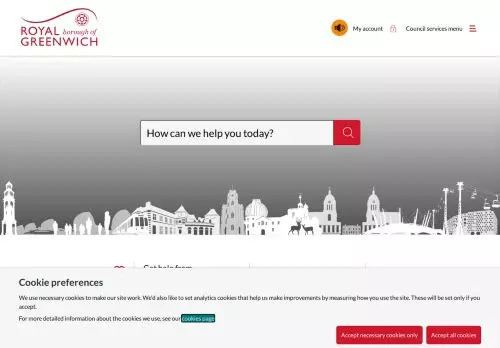 ROYAL borough of
GREENWICH
My account
Council services menu
How can we help you today?
Get help from
Cookie preferences
We use necessary cookies to make our site work. We'd also like to set analytics cookies that help us make improvements by measuring how you use the site. These will be set only if you
accept.
For more detailed information about the cookies we use, see our cookies page
Accept necessary cookies only
Accept all cookies